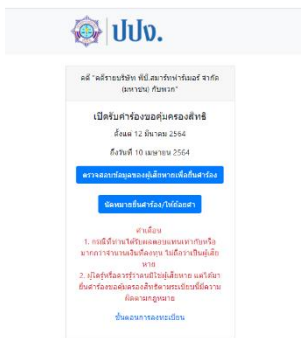 ปปง.
คดี "คดีรายบริษัท พีบี.สมาร์ทฟาร์เมอร์ จำกัด
(มหาชน) กับพวก"
เปิดรับคำร้องขอคุ้มครองสิทธิ
ตั้งแต่ 12 มีนาคม 2564
ถึงวันที่ 10 เมษายน 2564
ตรวจสอบข้อมูลของผู้เสียหายเพื่อยื่นคำร้อง
นัดหมายยื่นคำร้อง/ให้ถ้อยคำ
คำเตือน
1. กรณีที่ท่านได้รับผลตอบแทนเท่ากับหรือ
มากกว่าจำนวนเงินที่ลงทุน ไม่ถือว่าเป็นผู้เสีย
หาย
2. ผู้ใดรู้หรือควรรู้ว่าตนมิใช่ผู้เสียหาย แต่ได้มา
ยื่นคำร้องขอคุ้มครองสิทธิตามระเบียบนี้มีความ
ผิดตามกฎหมาย
ขั้นตอนการลงทะเบียน